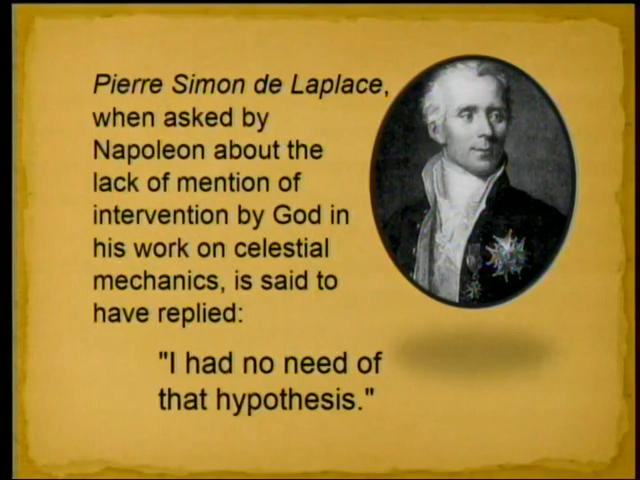 Pierre Simon de Laplace,
when asked by
Napoleon about the
lack of mention of
intervention by God in
his work on celestial
mechanics, is said to
have replied:
"I had no need of
that hypothesis."